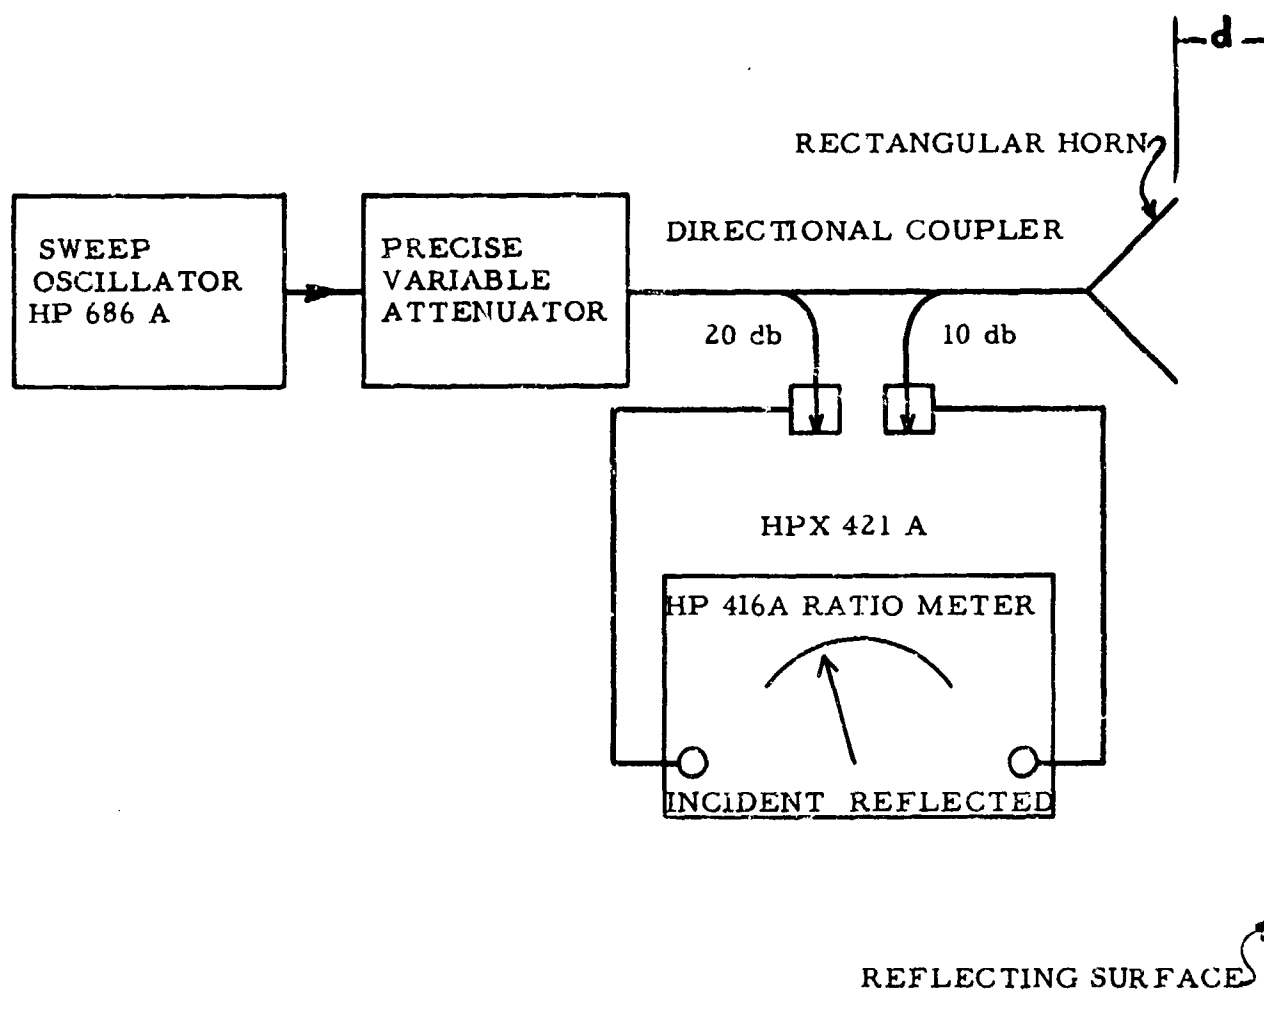 d
RECTANGULAR HORN
DIRECTIONAL COUPLER
SWEEP
OSCILLATOR
HP 686 A
PRECISE
VARIABLE
ATTENUATOR
20 db
10 db
HPX 421 A
HP 416A RATIO METER
INCIDENT REFLECTED
REFLECTING SURFACE